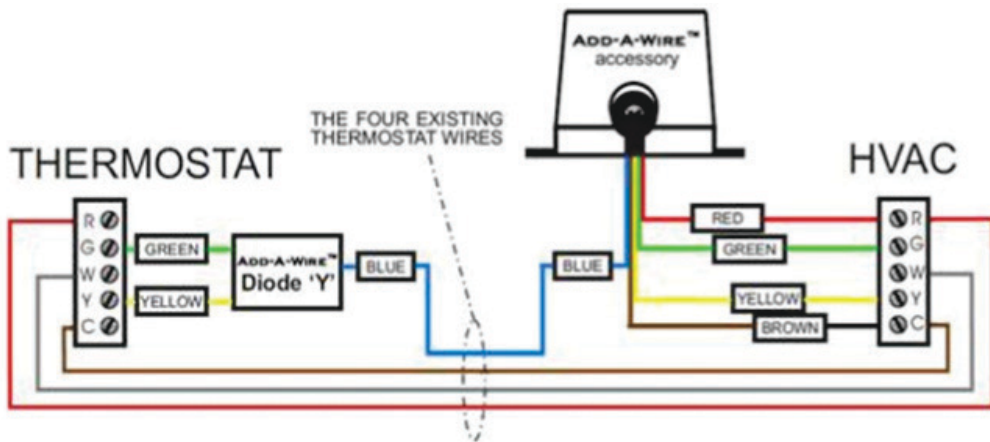 ADD-A-WIRE™
accessory
THE FOUR EXISTING
THERMOSTAT WIRES
THERMOSTAT
HVAC
R
G
W
Y
C
GREEN
YELLOW
ADD-A-WIRE™
Diode 'Y'
BLUE
BLUE
RED
GREEN
YELLOW
BROWN
R
G
W
Y
C